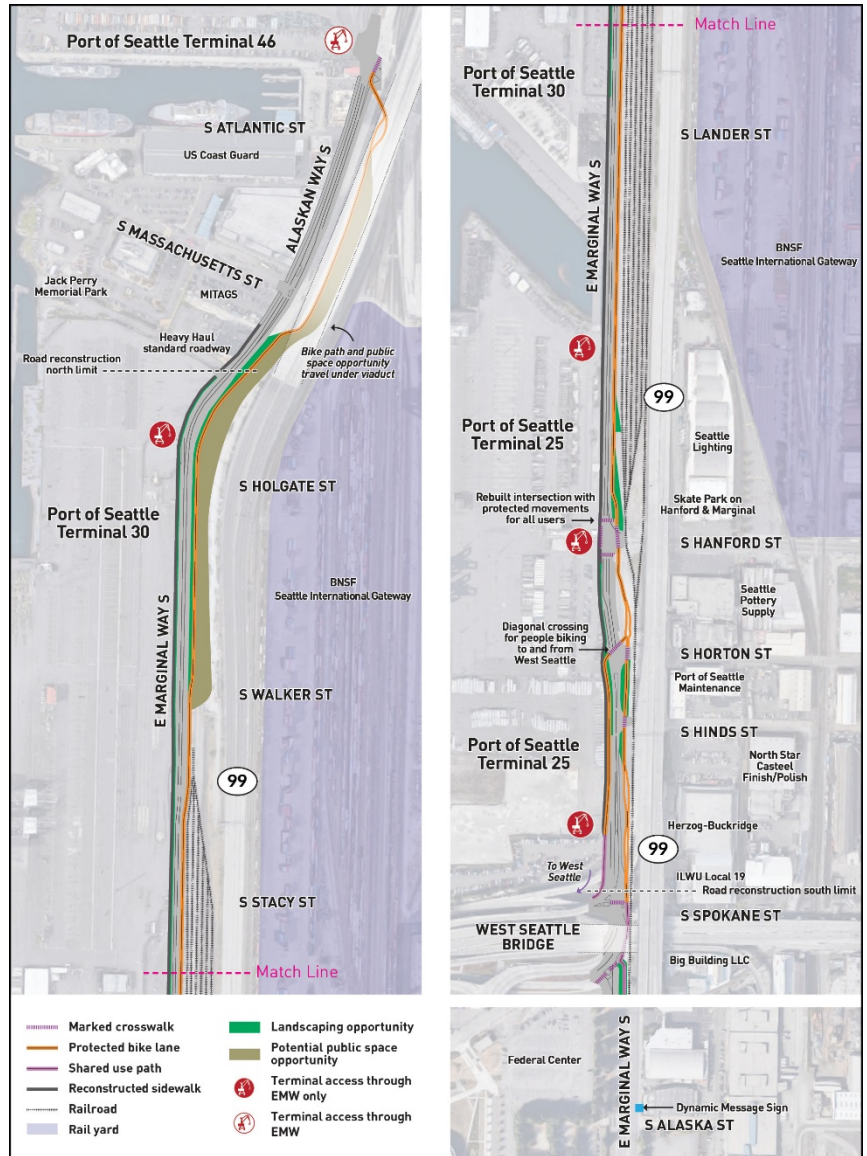 Port of Seattle Terminal 46
S ATLANTIC ST
US Coast Guard
ALASKAN WAY S
S MASSACHUSETTS ST
Jack Perry
Memorial Park
MITAGS
Heavy Haul
standard roadway
Road reconstruction
north limit
Bike path and public
space opportunity
travel under viaduct
S HOLGATE ST
Port of Seattle
Terminal 30
BNSF
Seattle International Gateway
E MARGINAL WAY S
S WALKER ST
99
S STACY ST
Match Line
Match Line
Port of Seattle
Terminal 30
S LANDER ST
E MARGINAL WAY S
BNSF
Seattle International Gateway
99
Port of Seattle
Terminal 25
Seattle
Lighting
Rebuilt intersection with
protected movements
for all users
Skate Park on
Hanford & Marginal
S HANFORD ST
Seattle
Pottery
Supply
Diagonal crossing
for people biking
to and from
West Seattle
S HORTON ST
Port of Seattle
Maintenance
S HINDS ST
Port of Seattle
Terminal 25
North Star
Casteel
Finish/Polish
Herzog-Buckridge
99
To West
Seattle
ILWU Local 19
Road reconstruction south limit
S SPOKANE ST
WEST SEATTLE
BRIDGE
Big Building LLC
Marked crosswalk
Protected bike lane
Shared use path
Reconstructed sidewalk
Railroad
Rail yard
Landscaping opportunity
Potential public space
opportunity
Terminal access through
EMW only
Terminal access through
EMW
Federal Center
E MARGINAL WAY S
Dynamic Message Sign
S ALASKA ST